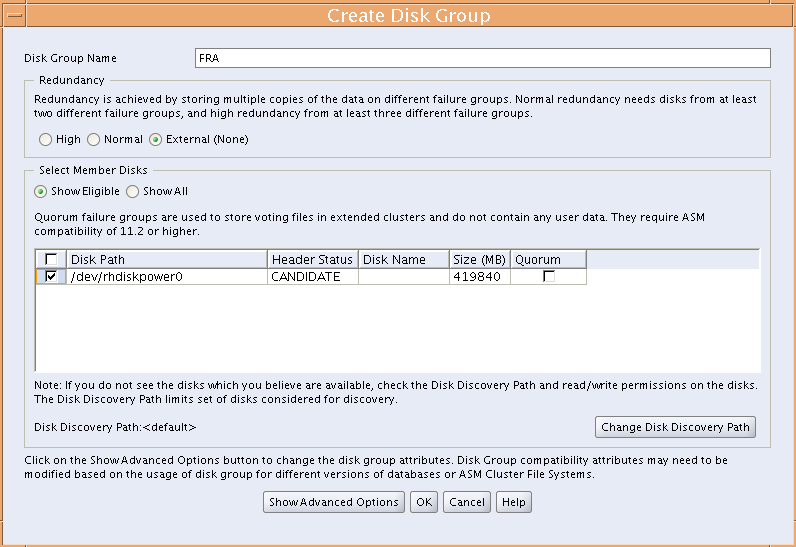 Create Disk Group
Disk Group Name FRA
Redundancy
Redundancy is achieved by storing multiple copies of the data on different failure groups. Normal redundancy needs disks from at least
two different failure groups, and high redundancy from at least three different failure groups.
High Normal External (None)
Select Member Disks
Show Eligible Show All
Quorum failure groups are used to store voting files in extended clusters and do not contain any user data. They require ASM
compatibility of 11.2 or higher.
Disk Path Header Status Disk Name Size (MB) Quorum
/dev/rhdiskpower0 CANDIDATE 419840
Note: If you do not see the disks which you believe are available, check the Disk Discovery Path and read/write permissions on the disks.
The Disk Discovery Path limits set of disks considered for discovery.
Disk Discovery Path:<default> Change Disk Discovery Path
Click on the Show Advanced Options button to change the disk group attributes. Disk Group compatibility attributes may need to be
modified based on the usage of disk group for different versions of databases or ASM Cluster File Systems.
Show Advanced Options OK Cancel Help